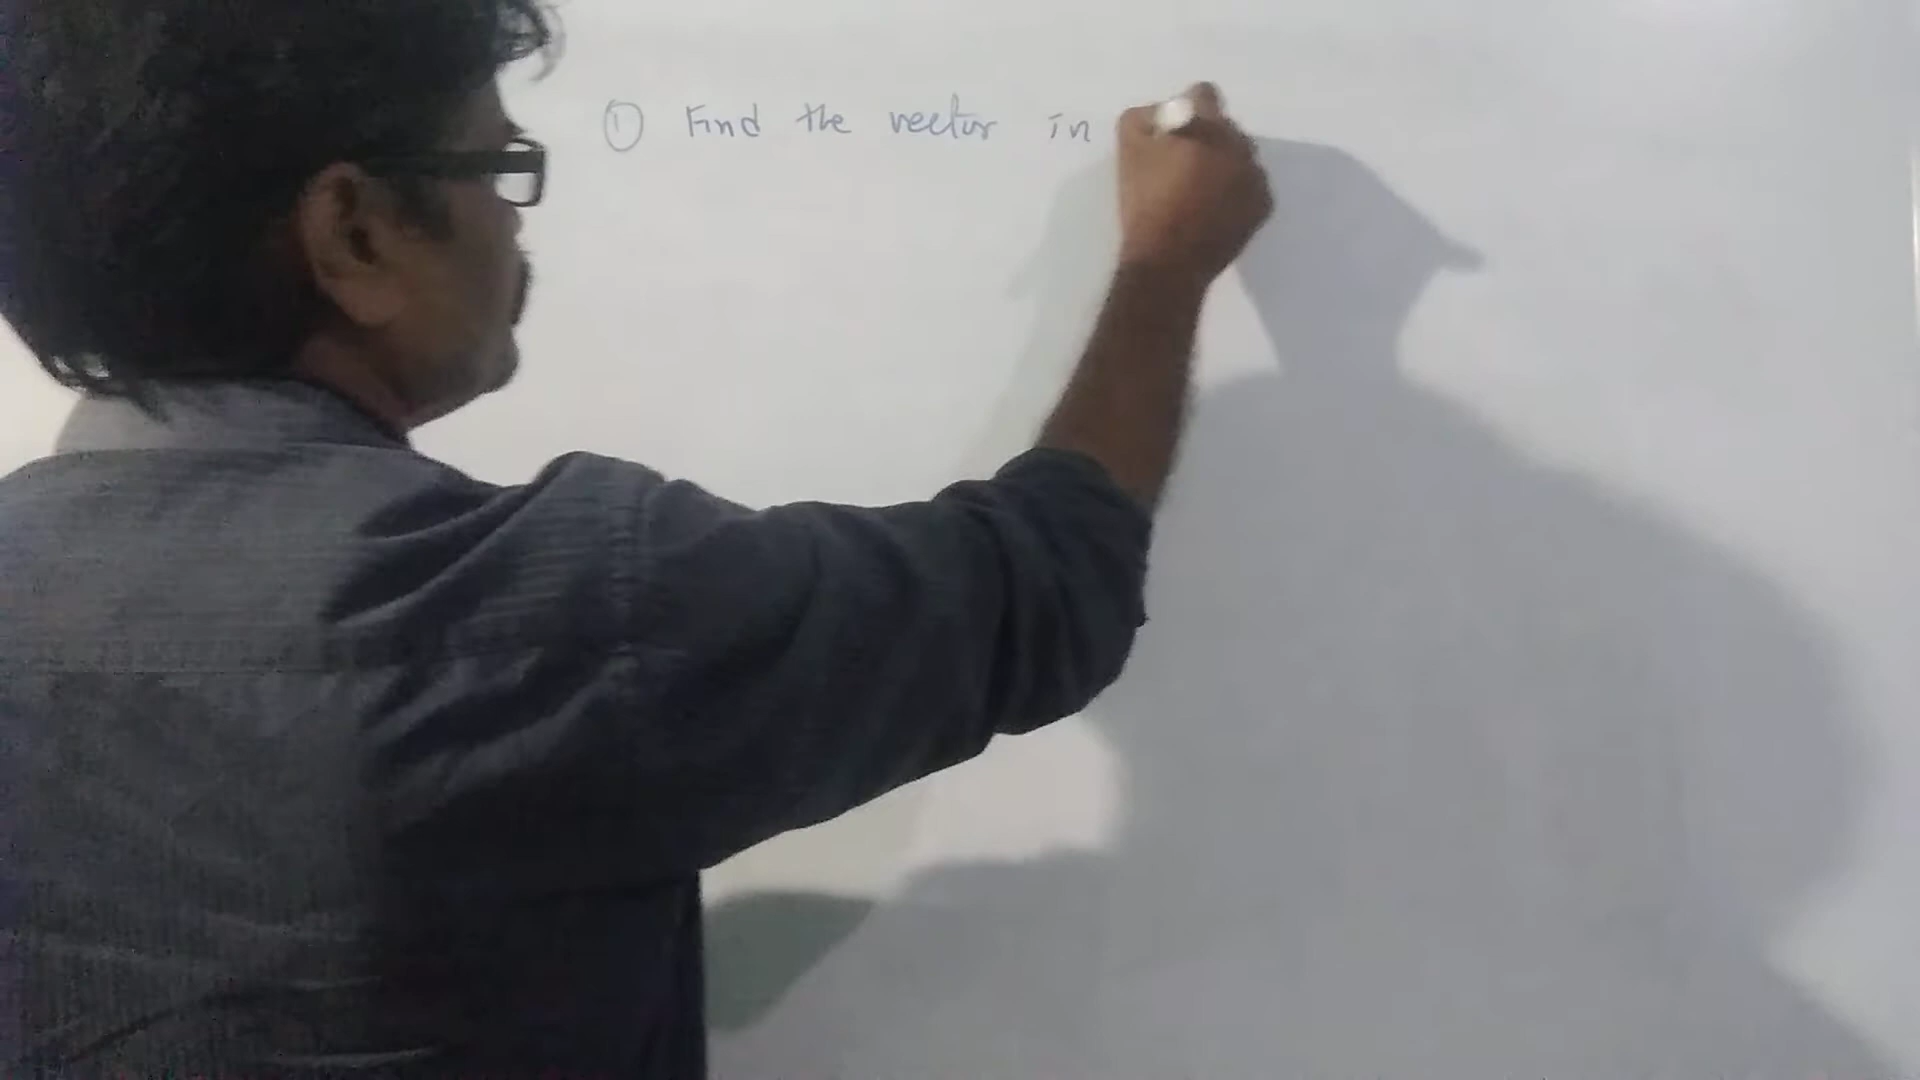 ① Find the vector in